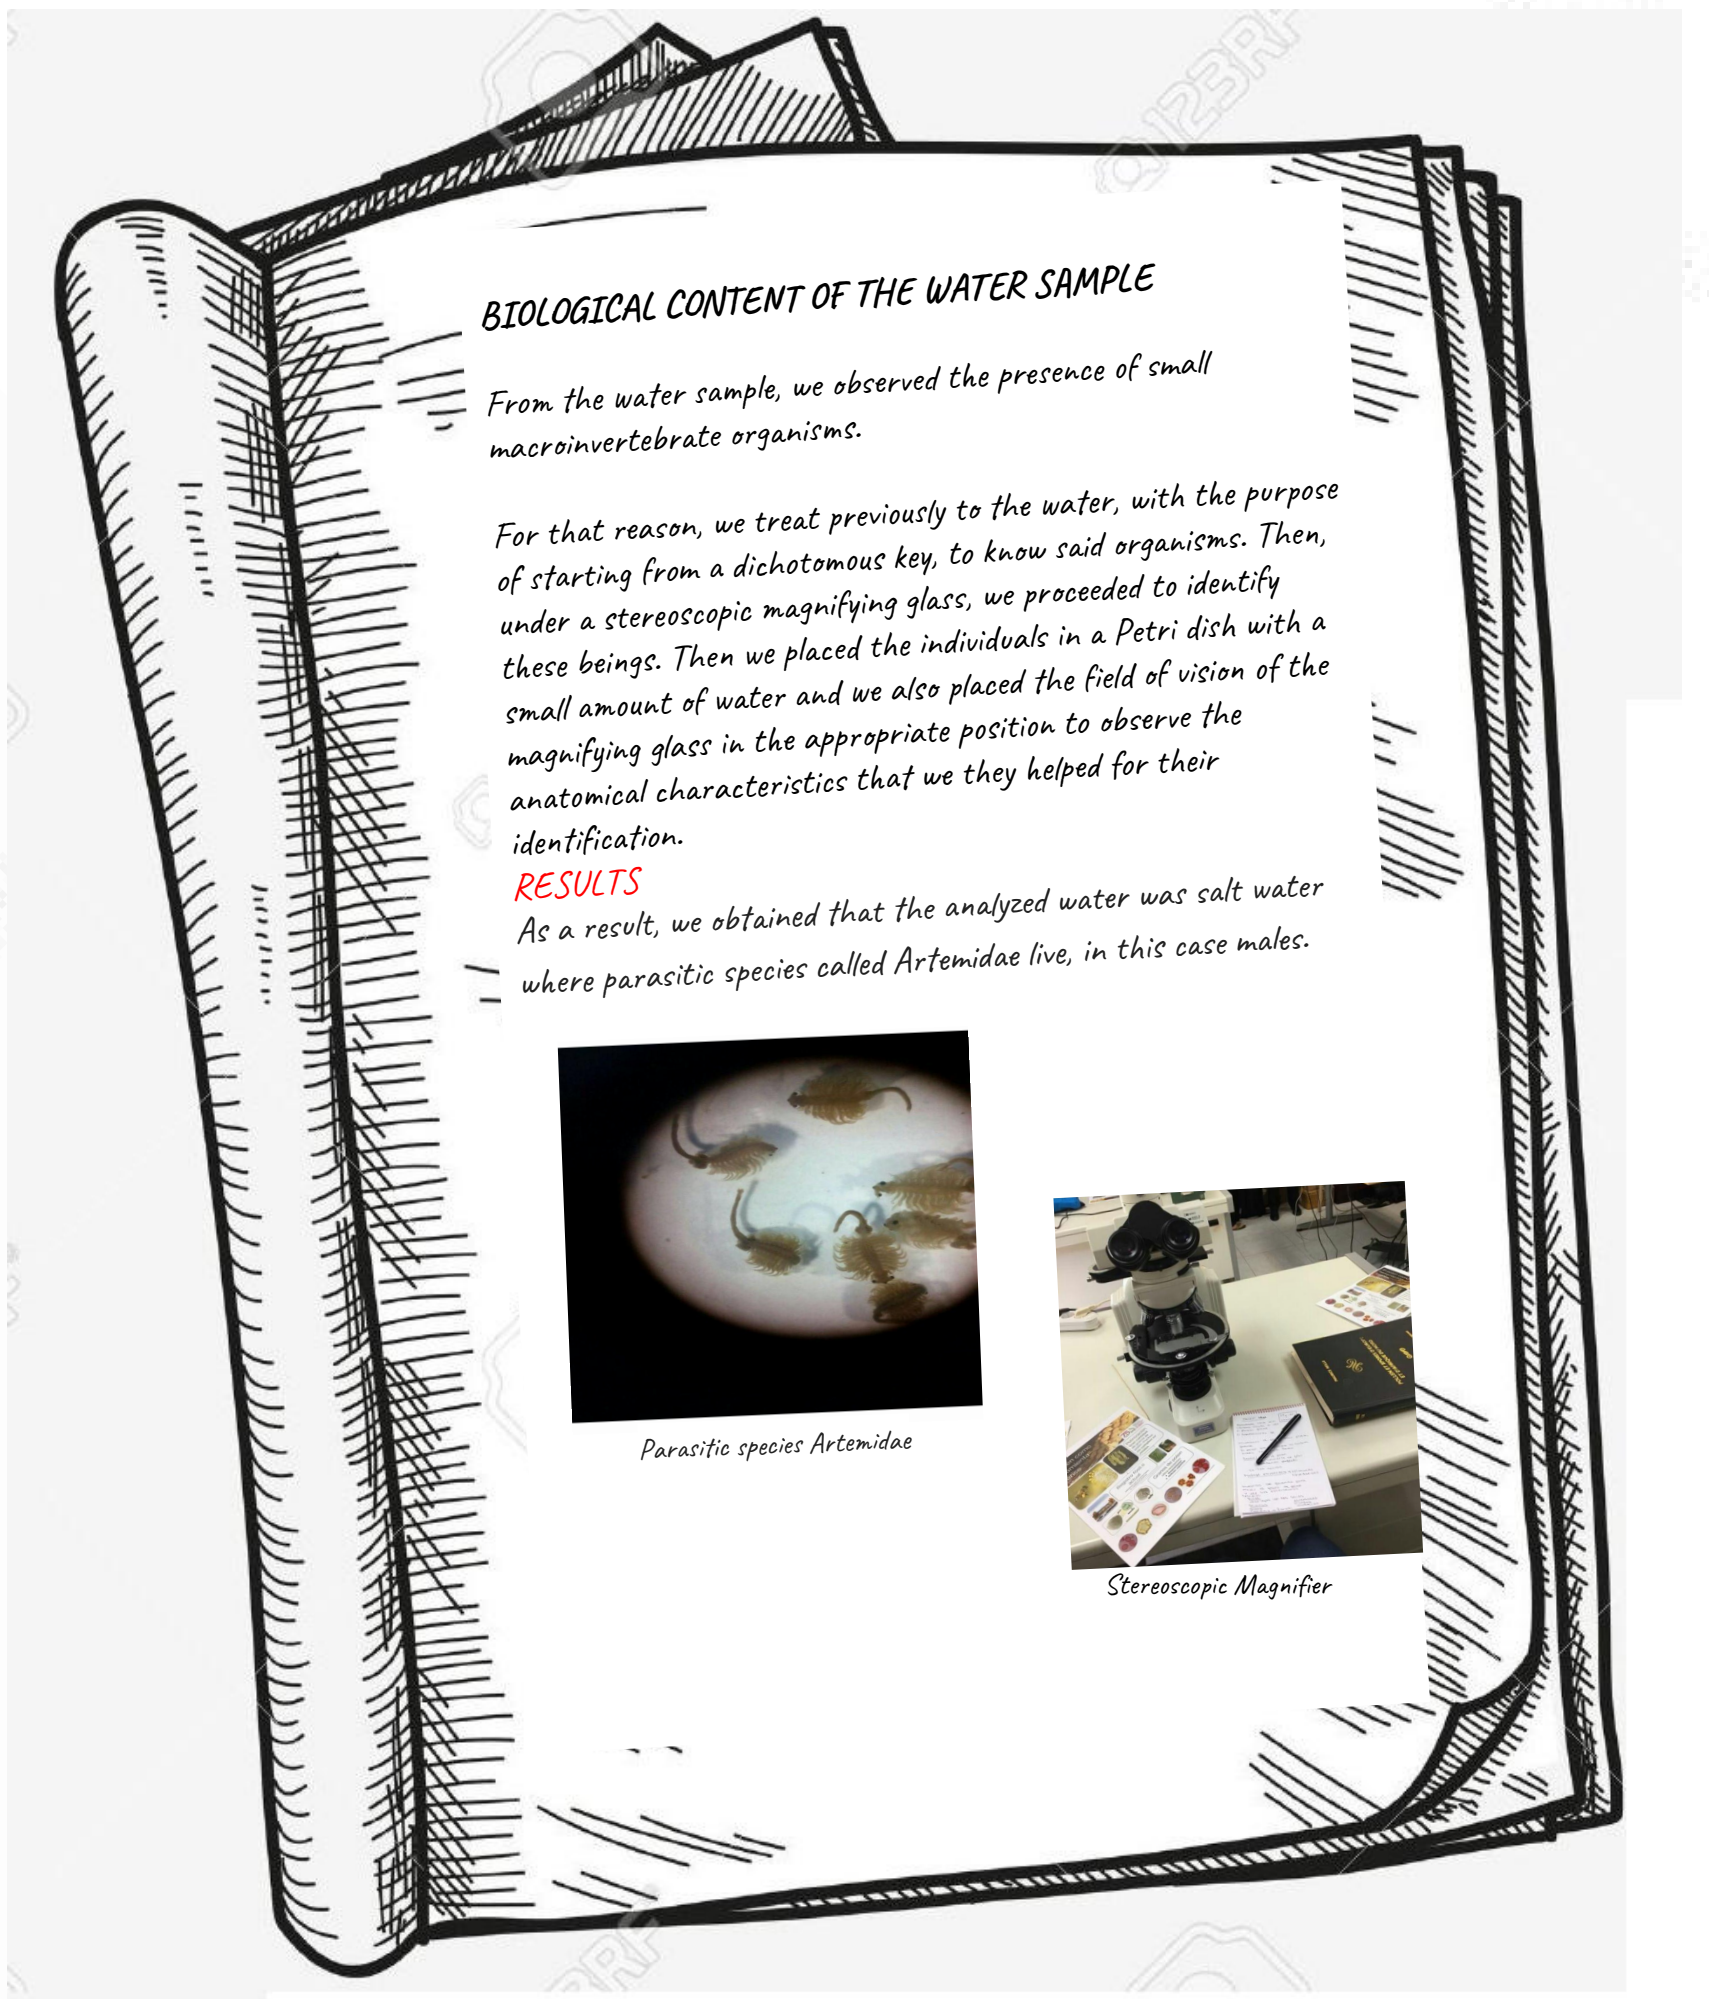 BIOLOGICAL CONTENT OF THE WATER SAMPLE
From the water sample, we observed the presence of small
macroinvertebrate organisms.
For that reason, we treat previously to the water, with the purpose
of starting from a dichotomous key, to know said organisms. Then,
under a stereoscopic magnifying glass, we proceeded to identify
these beings. Then we placed the individuals in a Petri dish with a
small amount of water and we also placed the field of vision of the
magnifying glass in the appropriate position to observe the
anatomical characteristics that we they helped for their
identification.
RESULTS
As a result, we obtained that the analyzed water was salt water
where parasitic species called Artemidae live, in this case males.
Parasitic species Artemidae
Stereoscopic Magnifier
123RF